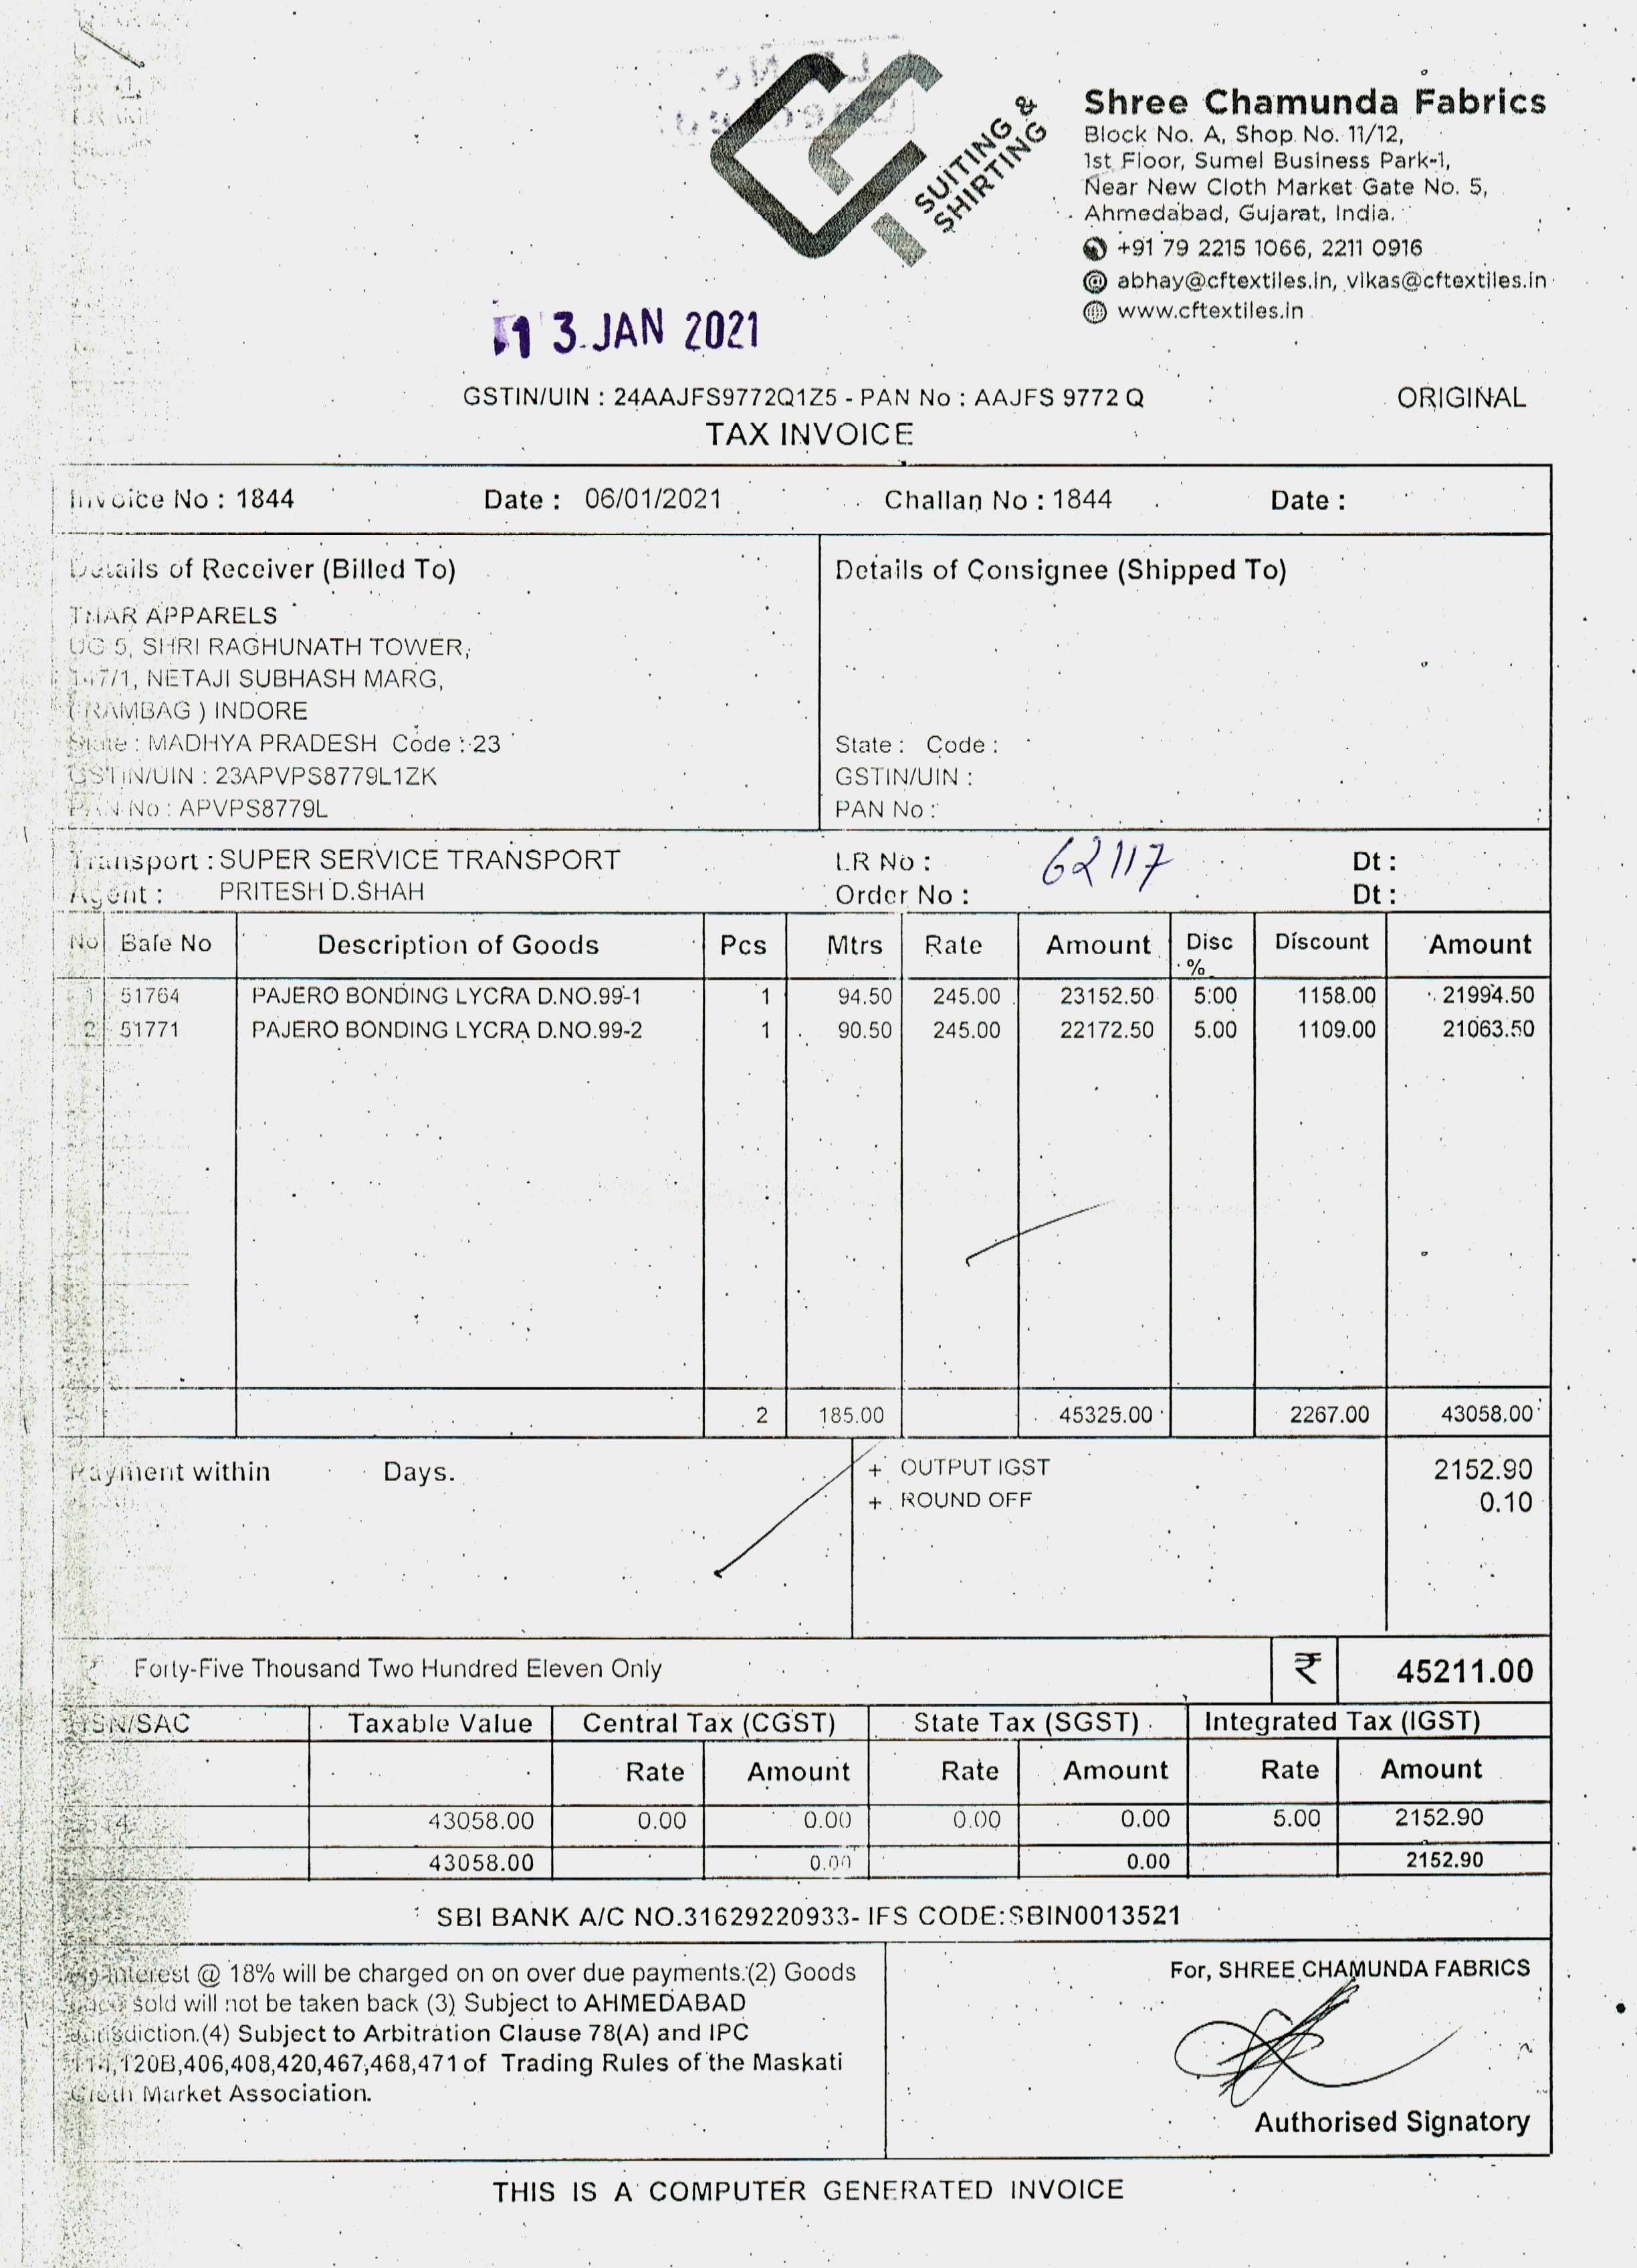 SUITING &
SHIRTING
Shree Chamunda Fabrics
Block No. A, Shop No. 11/12,
1st Floor, Sumel Business Park-1,
Near New Cloth Market Gate No. 5,
Ahmedabad, Gujarat, India.
+91 79 2215 1066, 2211 0916
abhay@cftextiles.in, vikas@cftextiles.in
www.cftextiles.in
13 JAN 2021
GSTIN/UIN : 24AAJFS9772Q1Z5 - PAN No : AAJFS 9772 Q ORIGINAL
TAX INVOICE
Invoice No : 1844 Date : 06/01/2021 Challan No : 1844 Date :
Details of Receiver (Billed To) Details of Consignee (Shipped To)
THAR APPARELS
UG 5, SHRI RAGHUNATH TOWER,
147/1, NETAJI SUBHASH MARG,
( RAMBAG ) INDORE
State : MADHYA PRADESH Code : 23 State : Code :
GSTIN/UIN : 23APVPS8779L1ZK GSTIN/UIN :
PAN No : APVPS8779L PAN No :
Transport : SUPER SERVICE TRANSPORT LR No : 62117 Dt :
Agent : PRITESH D.SHAH Order No : Dt :
No Bale No Description of Goods Pcs Mtrs Rate Amount Disc % Discount Amount
1 51764 PAJERO BONDING LYCRA D.NO.99-1 1 94.50 245.00 23152.50 5.00 1158.00 21994.50
2 51771 PAJERO BONDING LYCRA D.NO.99-2 1 90.50 245.00 22172.50 5.00 1109.00 21063.50
2 185.00 45325.00 2267.00 43058.00
Payment within Days. + OUTPUT IGST 2152.90
+ ROUND OFF 0.10
₹ Forty-Five Thousand Two Hundred Eleven Only ₹ 45211.00
HSN/SAC Taxable Value Central Tax (CGST) State Tax (SGST) Integrated Tax (IGST)
Rate Amount Rate Amount Rate Amount
43058.00 0.00 0.00 0.00 0.00 5.00 2152.90
43058.00 0.00 0.00 2152.90
SBI BANK A/C NO.31629220933- IFS CODE:SBIN0013521
Interest @ 18% will be charged on on over due payments.(2) Goods
once sold will not be taken back (3) Subject to AHMEDABAD
Jurisdiction.(4) Subject to Arbitration Clause 78(A) and IPC
114,120B,406,408,420,467,468,471 of Trading Rules of the Maskati
Cloth Market Association.
For, SHREE CHAMUNDA FABRICS
Authorised Signatory
THIS IS A COMPUTER GENERATED INVOICE